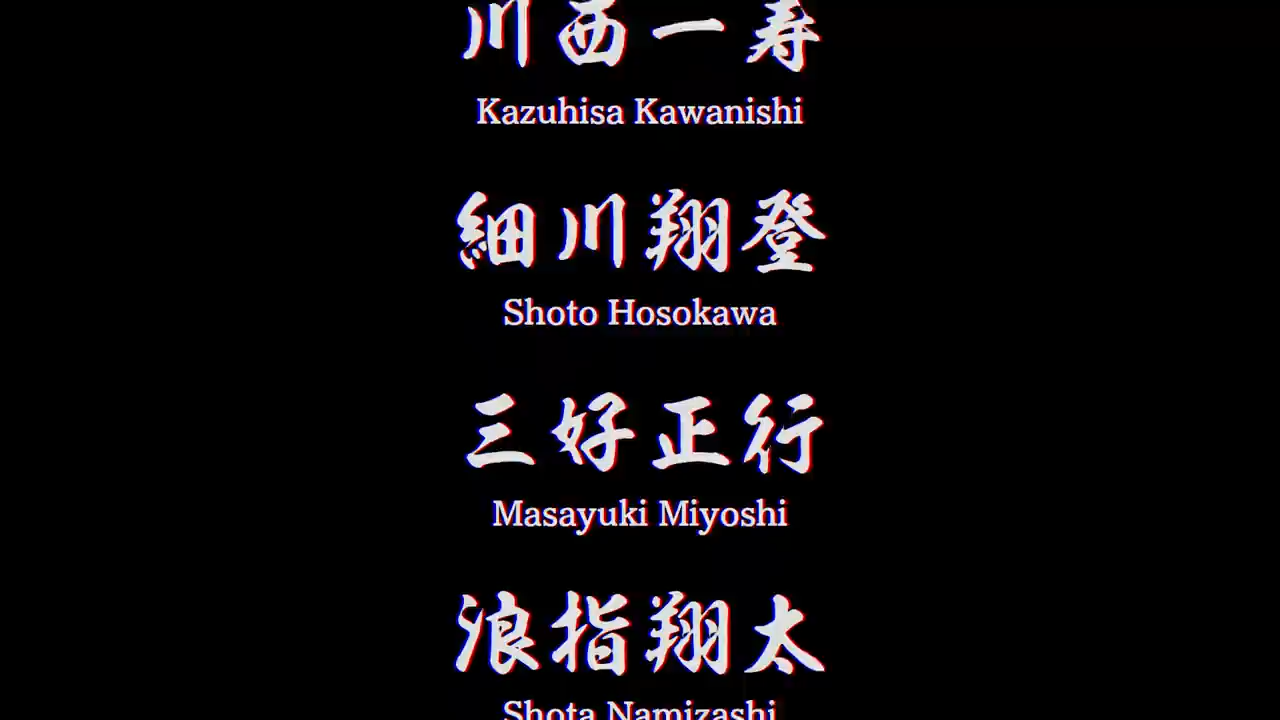 川西一寿
Kazuhisa Kawanishi
細川翔登
Shoto Hosokawa
三好正行
Masayuki Miyoshi
浪指翔太
Shota Namizashi